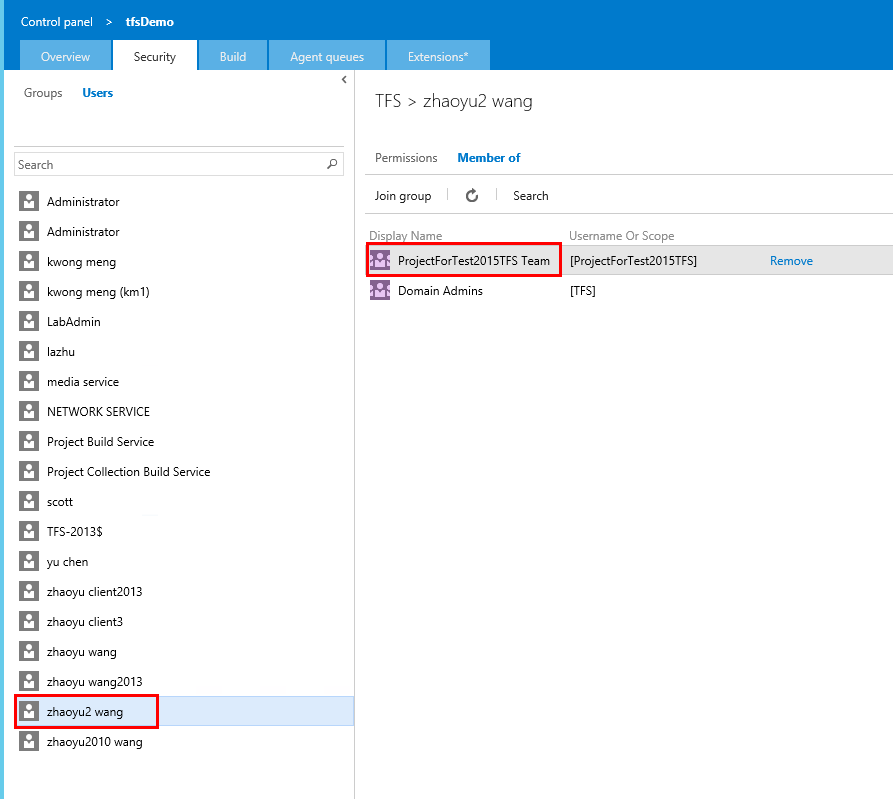 Control panel > tfsDemo
Overview Security Build Agent queues Extensions*
Groups Users
Search
Administrator
Administrator
kwong meng
kwong meng (km1)
LabAdmin
lazhu
media service
NETWORK SERVICE
Project Build Service
Project Collection Build Service
scott
TFS-2013$
yu chen
zhaoyu client2013
zhaoyu client3
zhaoyu wang
zhaoyu wang2013
zhaoyu2 wang
zhaoyu2010 wang
TFS > zhaoyu2 wang
Permissions Member of
Join group Search
Display Name Username Or Scope
ProjectForTest2015TFS Team [ProjectForTest2015TFS] Remove
Domain Admins [TFS]